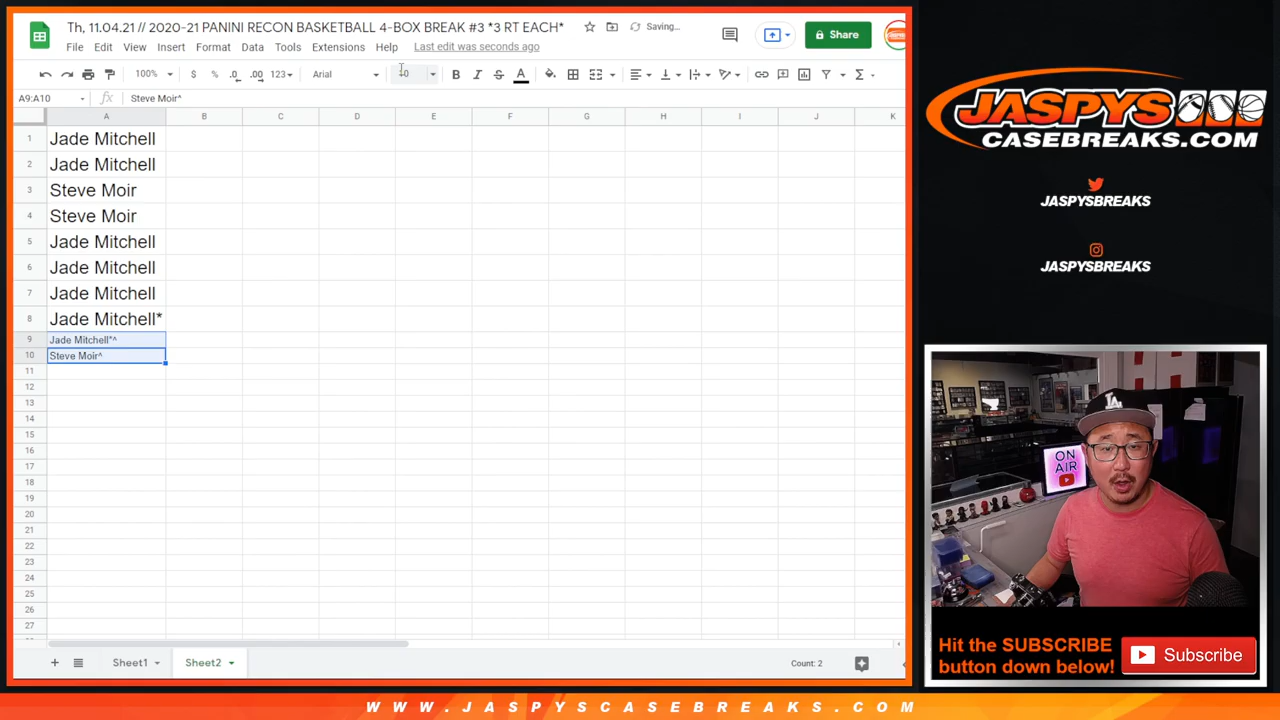 Th, 11.04.21 // 2020-21 PANINI RECON BASKETBALL 4-BOX BREAK #3 *3 RT EACH*
Saving...
Share
File Edit View Insert Format Data Tools Extensions Help Last edit was seconds ago
100% $ % .0 .00 123 Arial B I S A
A9:A10 fx Steve Moir^
A B C D E F G H I J K
1 Jade Mitchell
2 Jade Mitchell
3 Steve Moir
4 Steve Moir
5 Jade Mitchell
6 Jade Mitchell
7 Jade Mitchell
8 Jade Mitchell*
9 Jade Mitchell*^
10 Steve Moir^
11
12
13
14
15
16
17
18
19
20
21
22
23
24
25
26
27
Sheet1
Sheet2
Count: 2
JASPYS
CASEBREAKS.COM
JASPYSBREAKS
JASPYSBREAKS
LA
ON
AIR
Hit the SUBSCRIBE
button down below!
Subscribe
WWW.JASPYSCASEBREAKS.COM